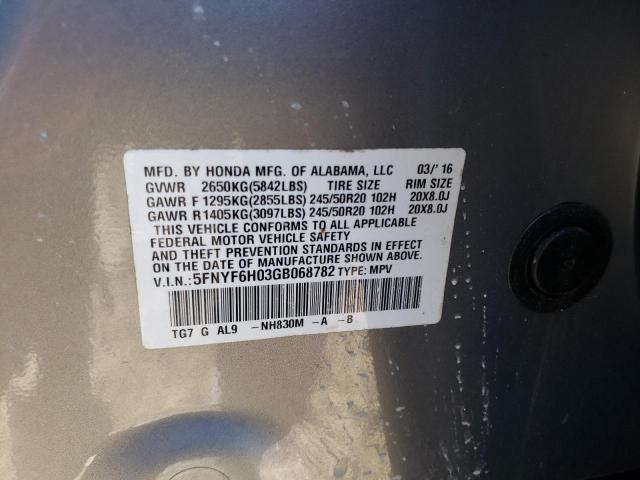 MFD. BY HONDA MFG. OF ALABAMA, LLC 03/'16
GVWR 2650KG(5842LBS) TIRE SIZE RIM SIZE
GAWR F 1295KG(2855LBS) 245/50R20 102H 20X8.0J
GAWR R 1405KG(3097LBS) 245/50R20 102H 20X8.0J
THIS VEHICLE CONFORMS TO ALL APPLICABLE
FEDERAL MOTOR VEHICLE SAFETY
AND THEFT PREVENTION STANDARDS IN EFFECT
ON THE DATE OF MANUFACTURE SHOWN ABOVE.
V.I.N.: 5FNYF6H03GB068782 TYPE: MPV
TG7 G AL9 -NH830M -A -B